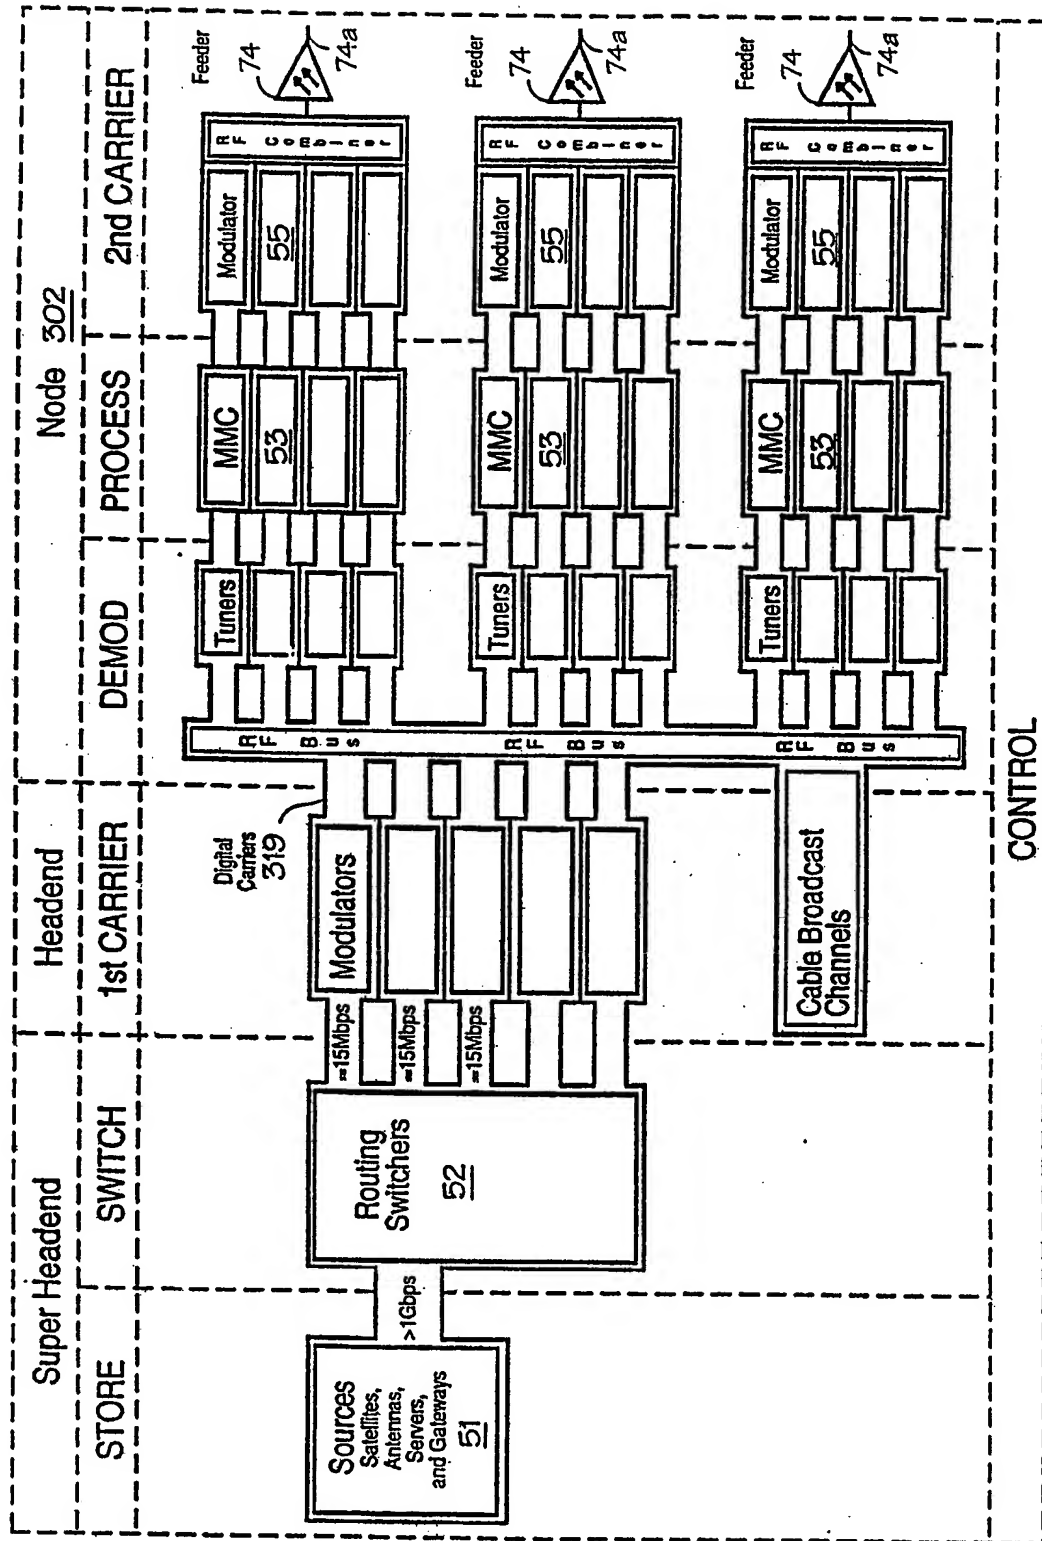 Super Headend
Headend
Node 302
STORE
SWITCH
1st CARRIER
DEMOD
PROCESS
2nd CARRIER
Sources
Satellites,
Antennas,
Servers,
and Gateways
51
>1Gbps
Routing
Switchers
52
≈15Mbps
≈15Mbps
≈15Mbps
Modulators
Digital
Carriers
319
Cable Broadcast
Channels
RF Bus
RF Bus
RF Bus
Tuners
MMC
53
Modulator
55
RF Combiner
Feeder
74
74a
Tuners
MMC
53
Modulator
55
RF Combiner
Feeder
74
74a
Tuners
MMC
53
Modulator
55
RF Combiner
Feeder
74
74a
CONTROL